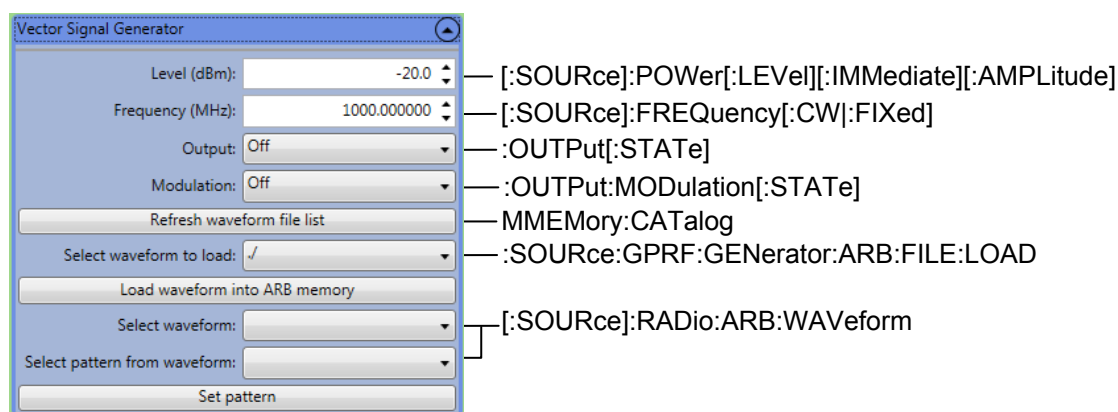 Vector Signal Generator
Level (dBm): -20.0 [:SOURce]:POWer[:LEVel][:IMMediate][:AMPLitude]
Frequency (MHz): 1000.000000 [:SOURce]:FREQuency[:CW|:FIXed]
Output: Off :OUTPut[:STATe]
Modulation: Off :OUTPut:MODulation[:STATe]
Refresh waveform file list MMEMory:CATalog
Select waveform to load: ./ :SOURce:GPRF:GENerator:ARB:FILE:LOAD
Load waveform into ARB memory
Select waveform: [:SOURce]:RADio:ARB:WAVeform
Select pattern from waveform:
Set pattern